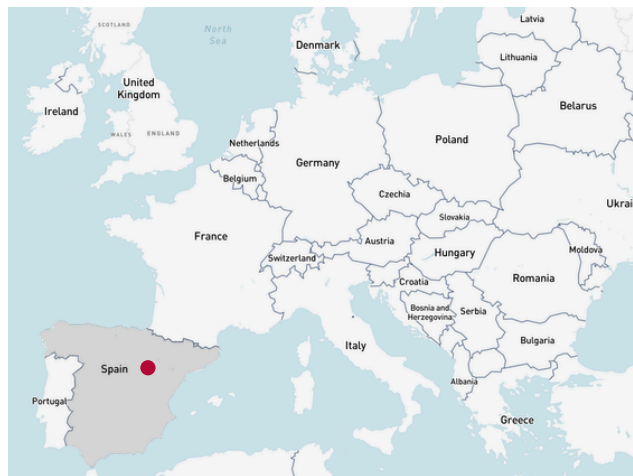 Latvia
SCOTLAND
North
Sea
Denmark
Lithuania
United
Kingdom
Ireland
Belarus
WALES
ENGLAND
Netherlands
Poland
Germany
Belgium
Czechia
Ukrai
Slovakia
France
Austria
Switzerland
Hungary
Moldova
Croatia
Romania
Bosnia and
Herzegovina
Serbia
Italy
Bulgaria
Spain
Albania
Portugal
Greece